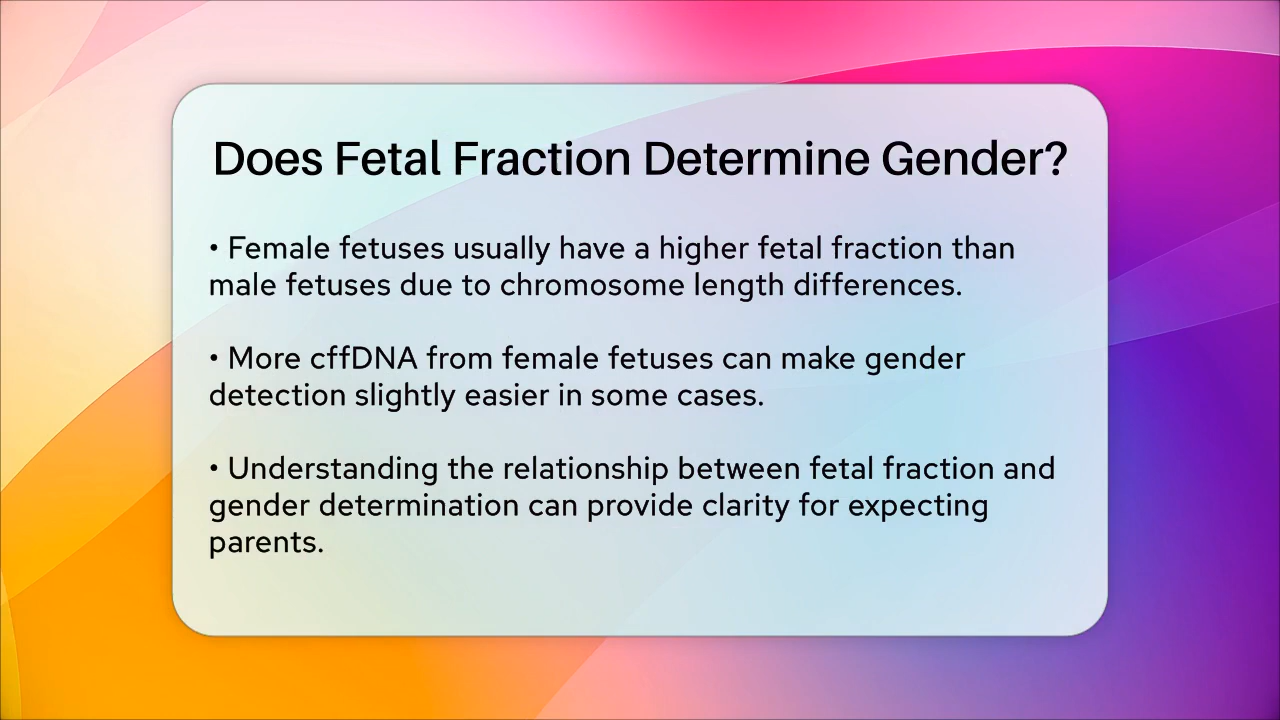 Does Fetal Fraction Determine Gender?
• Female fetuses usually have a higher fetal fraction than
male fetuses due to chromosome length differences.
• More cffDNA from female fetuses can make gender
detection slightly easier in some cases.
• Understanding the relationship between fetal fraction and
gender determination can provide clarity for expecting
parents.